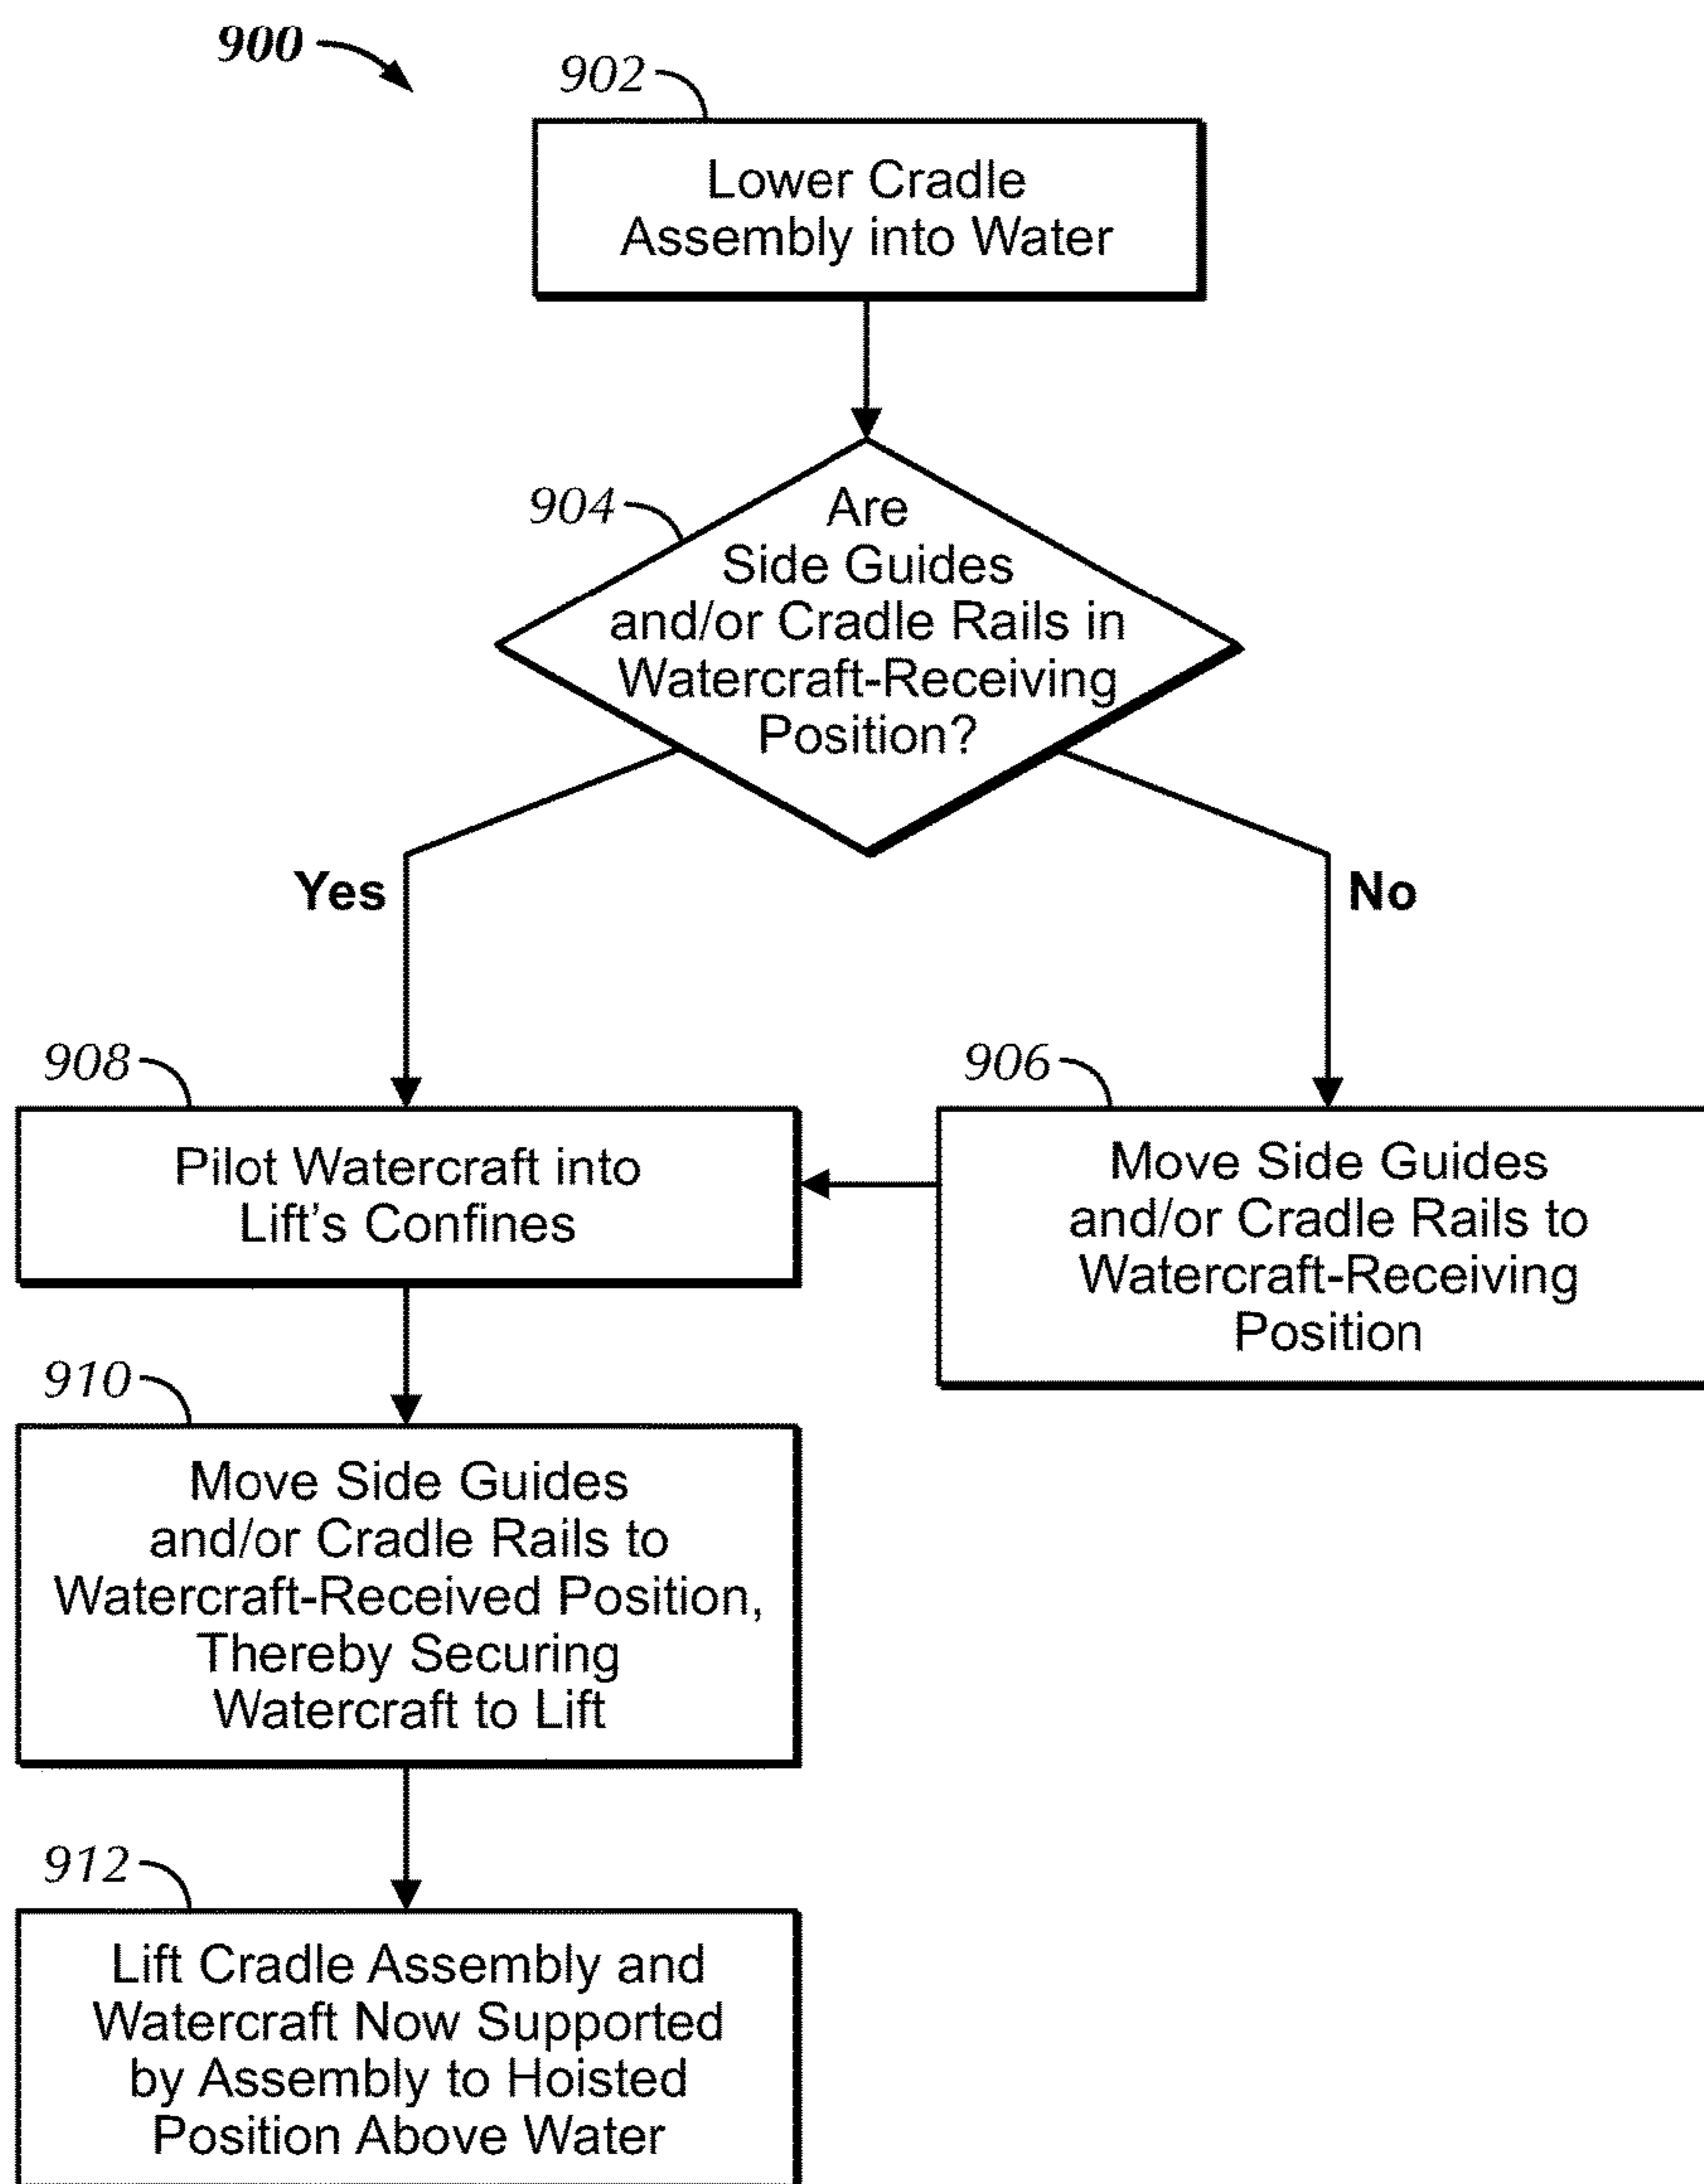 900
902
Lower Cradle
Assembly into Water
904
Are
Side Guides
and/or Cradle Rails in
Watercraft-Receiving
Position?
Yes
No
908
Pilot Watercraft into
Lift's Confines
906
Move Side Guides
and/or Cradle Rails to
Watercraft-Receiving
Position
910
Move Side Guides
and/or Cradle Rails to
Watercraft-Received Position,
Thereby Securing
Watercraft to Lift
912
Lift Cradle Assembly and
Watercraft Now Supported
by Assembly to Hoisted
Position Above Water